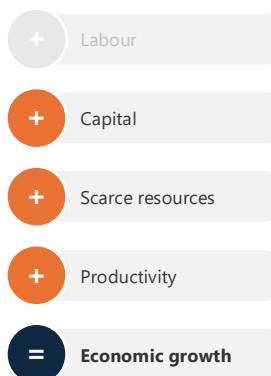 + Labour
+ Capital
+ Scarce resources
+ Productivity
= Economic growth